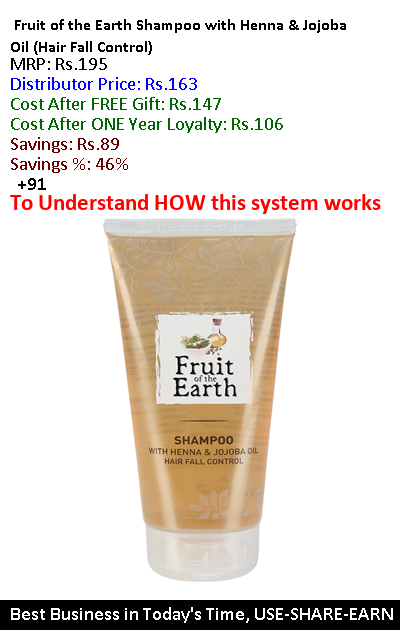 Fruit of the Earth Shampoo with Henna & Jojoba
Oil (Hair Fall Control)
MRP: Rs.195
Distributor Price: Rs.163
Cost After FREE Gift: Rs.147
Cost After ONE Year Loyalty: Rs.106
Savings: Rs.89
Savings %: 46%
+91
To Understand HOW this system works
Fruit
of the
Earth
SHAMPOO
WITH HENNA & JOJOBA OIL
HAIR FALL CONTROL
Best Business in Today's Time, USE-SHARE-EARN